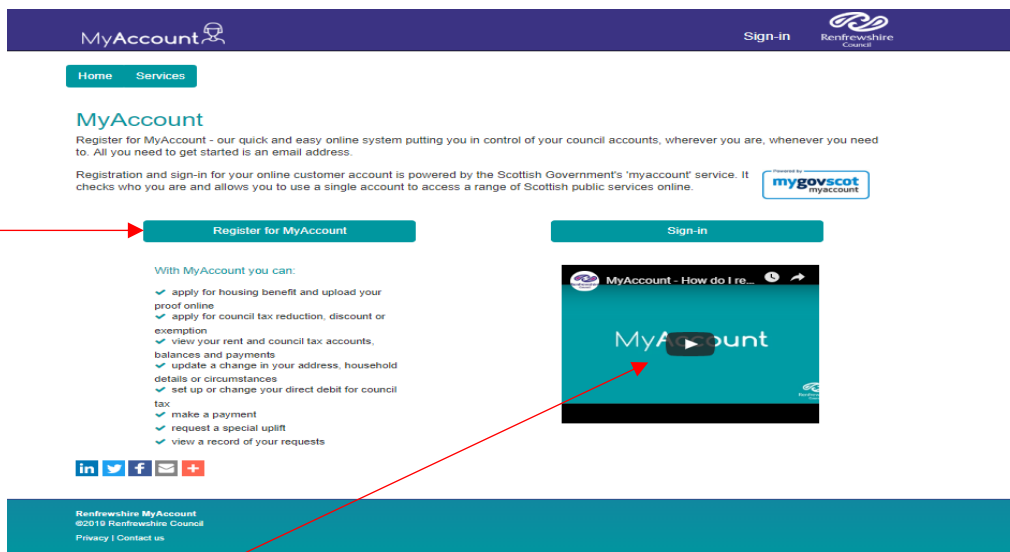 MyAccount
Sign-in
Renfrewshire
Council
Home Services
MyAccount
Register for MyAccount - our quick and easy online system putting you in control of your council accounts, wherever you are, whenever you need
to. All you need to get started is an email address.
Registration and sign-in for your online customer account is powered by the Scottish Government's 'myaccount' service. It
checks who you are and allows you to use a single account to access a range of Scottish public services online.
Powered by
mygovscot
myaccount
Register for MyAccount
Sign-in
With MyAccount you can:
apply for housing benefit and upload your
proof online
apply for council tax reduction, discount or
exemption
view your rent and council tax accounts,
balances and payments
update a change in your address, household
details or circumstances
set up or change your direct debit for council
tax
make a payment
request a special uplift
view a record of your requests
MyAccount - How do I re...
MyAccount
Renfrewshire MyAccount
©2019 Renfrewshire Council
Privacy | Contact us